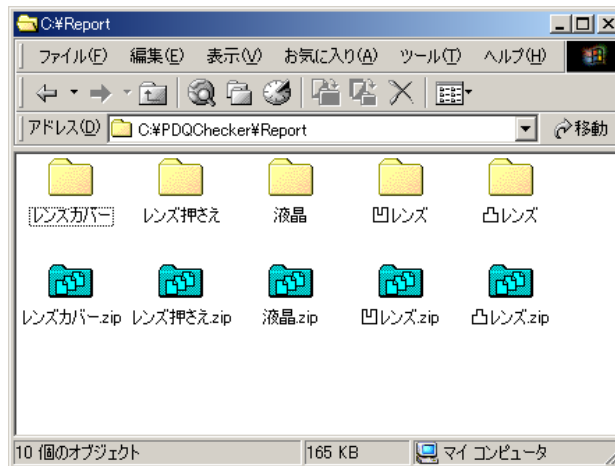 C:¥Report
ファイル(F) 編集(E) 表示(V) お気に入り(A) ツール(T) ヘルプ(H)
アドレス(D) C:¥PDQChecker¥Report 移動
レンズカバー レンズ押さえ 液晶 凹レンズ 凸レンズ
レンズカバー.zip レンズ押さえ.zip 液晶.zip 凹レンズ.zip 凸レンズ.zip
10 個のオブジェクト 165 KB マイ コンピュータ